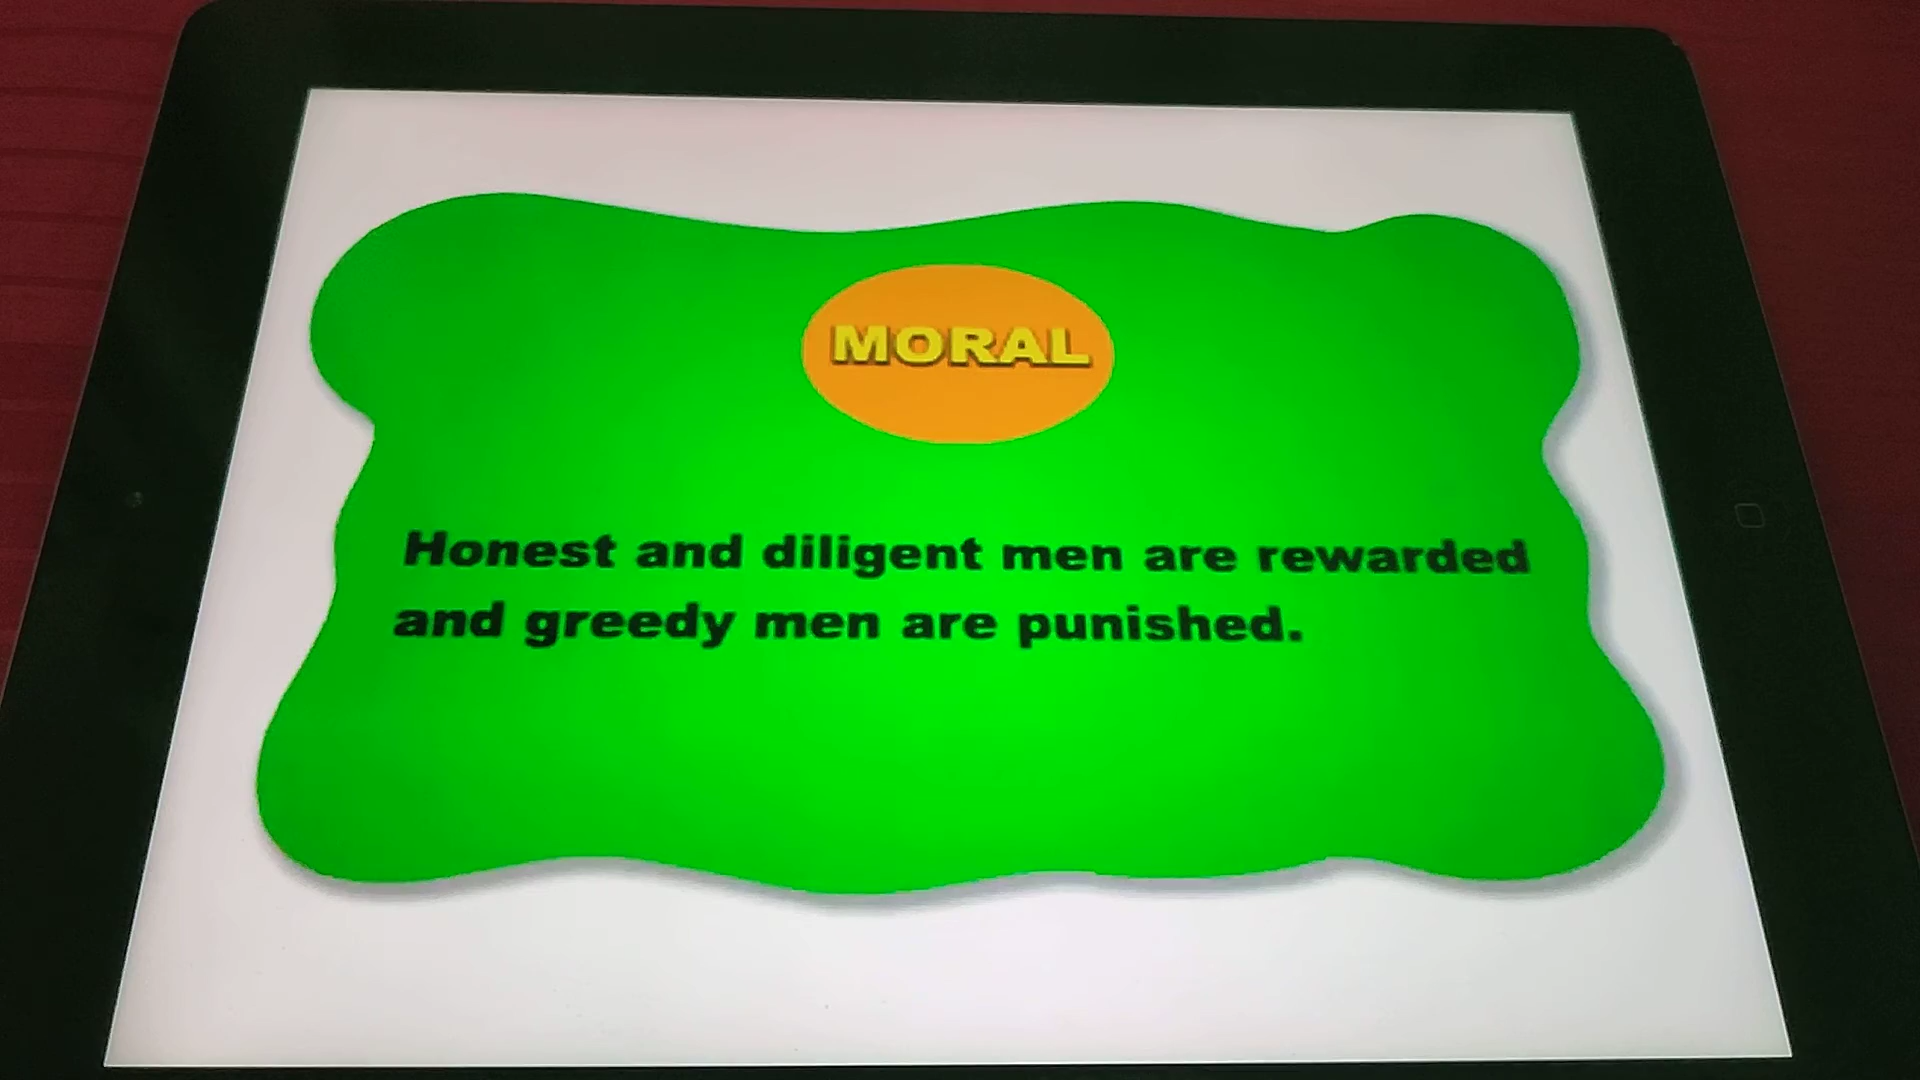 MORAL
Honest and diligent men are rewarded
and greedy men are punished.